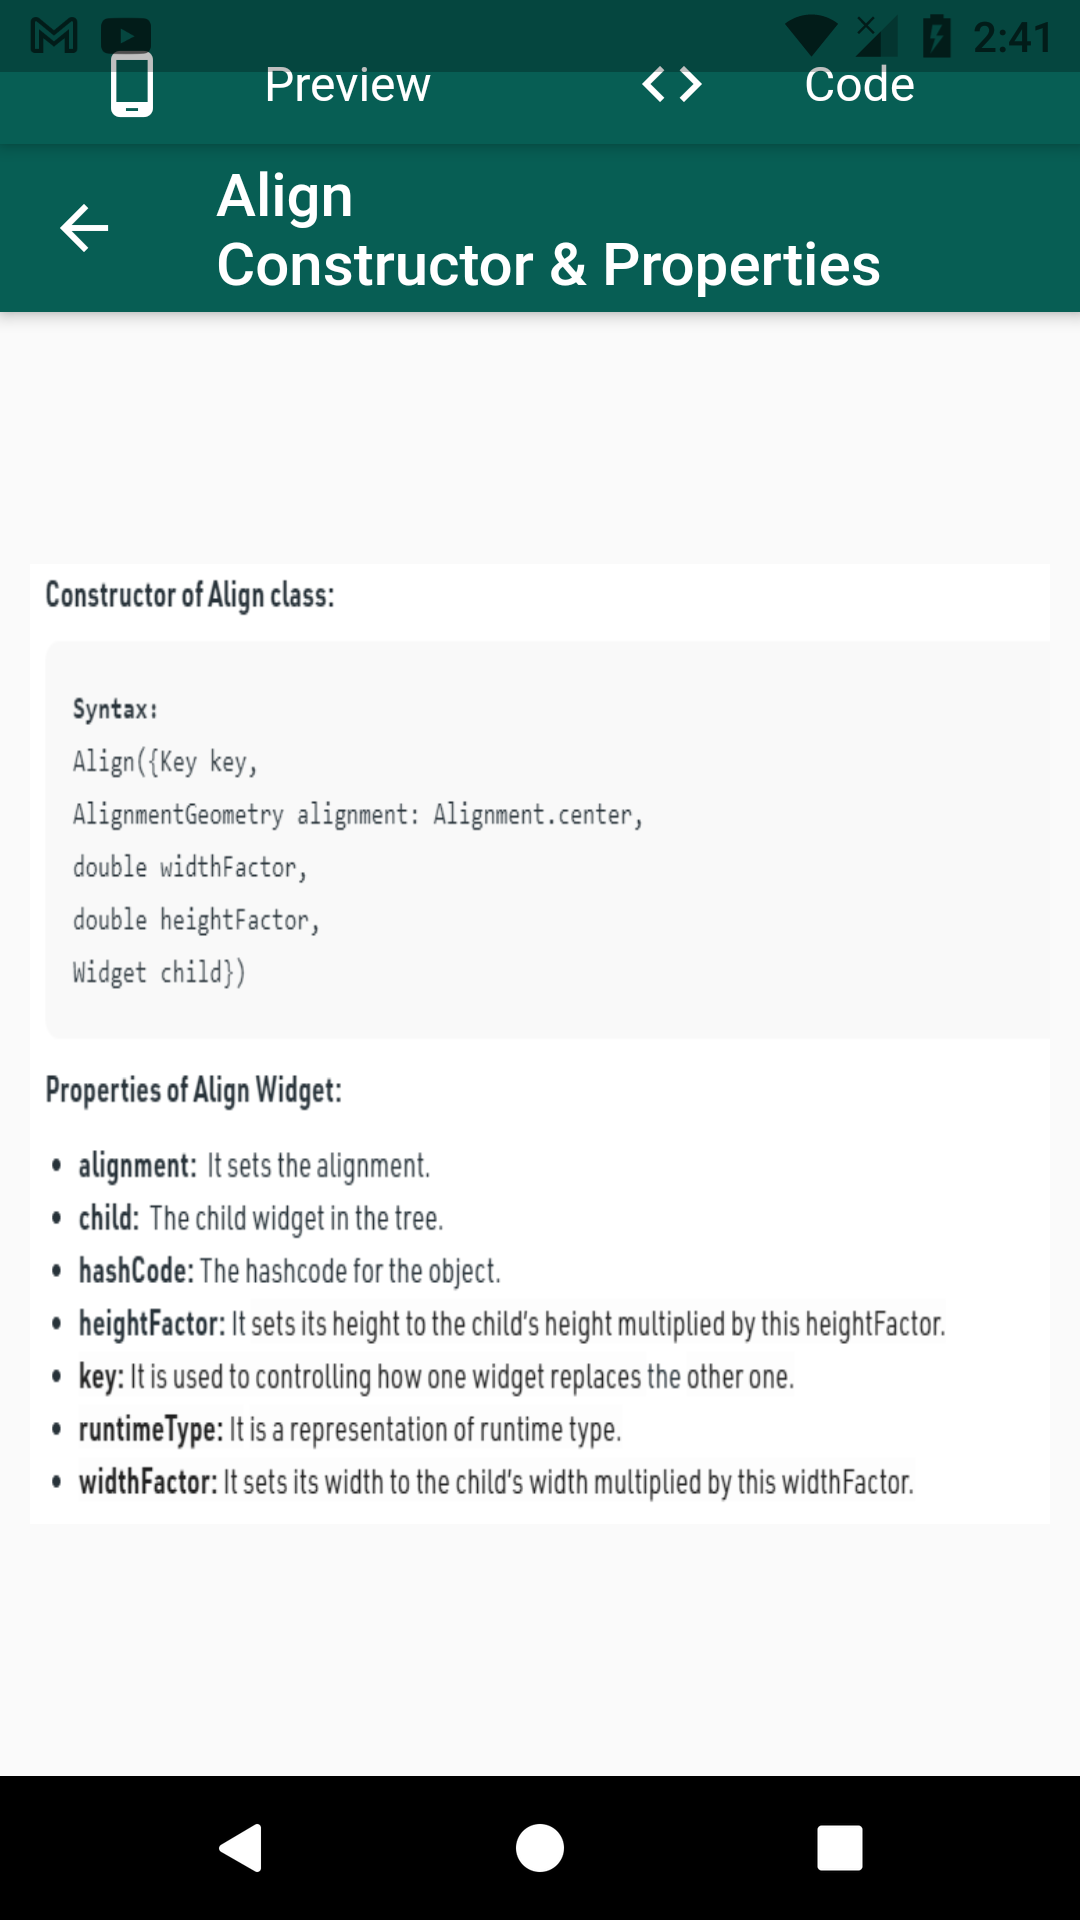 2:41
Preview
Code
Align
Constructor & Properties
Constructor of Align class:
Syntax:
Align({Key key,
AlignmentGeometry alignment: Alignment.center,
double widthFactor,
double heightFactor,
Widget child})
Properties of Align Widget:
• alignment: It sets the alignment.
• child: The child widget in the tree.
• hashCode: The hashcode for the object.
• heightFactor: It sets its height to the child's height multiplied by this heightFactor.
• key: It is used to controlling how one widget replaces the other one.
• runtimeType: It is a representation of runtime type.
• widthFactor: It sets its width to the child's width multiplied by this widthFactor.